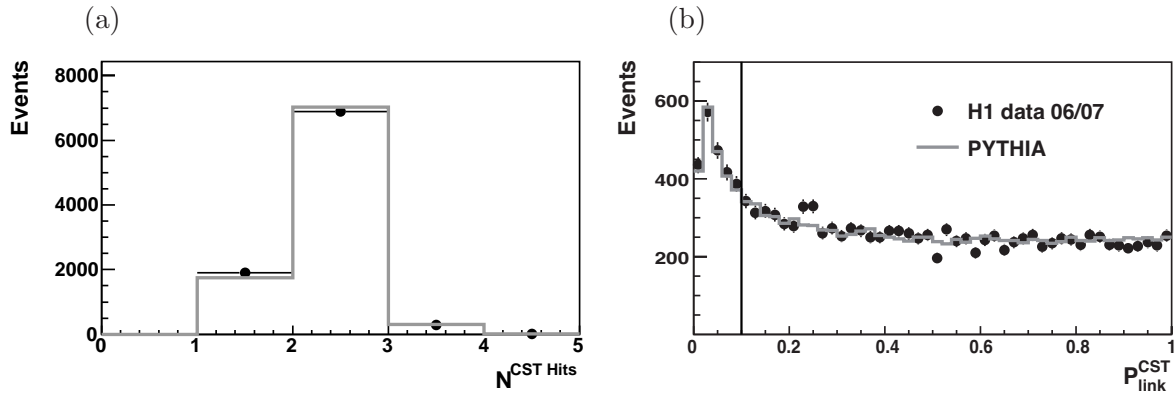 (a)
Events
8000
6000
4000
2000
0
0 1 2 3 4 5
N^CST Hits
(b)
Events
600
400
200
H1 data 06/07
PYTHIA
0 0.2 0.4 0.6 0.8 1
P^CST_link